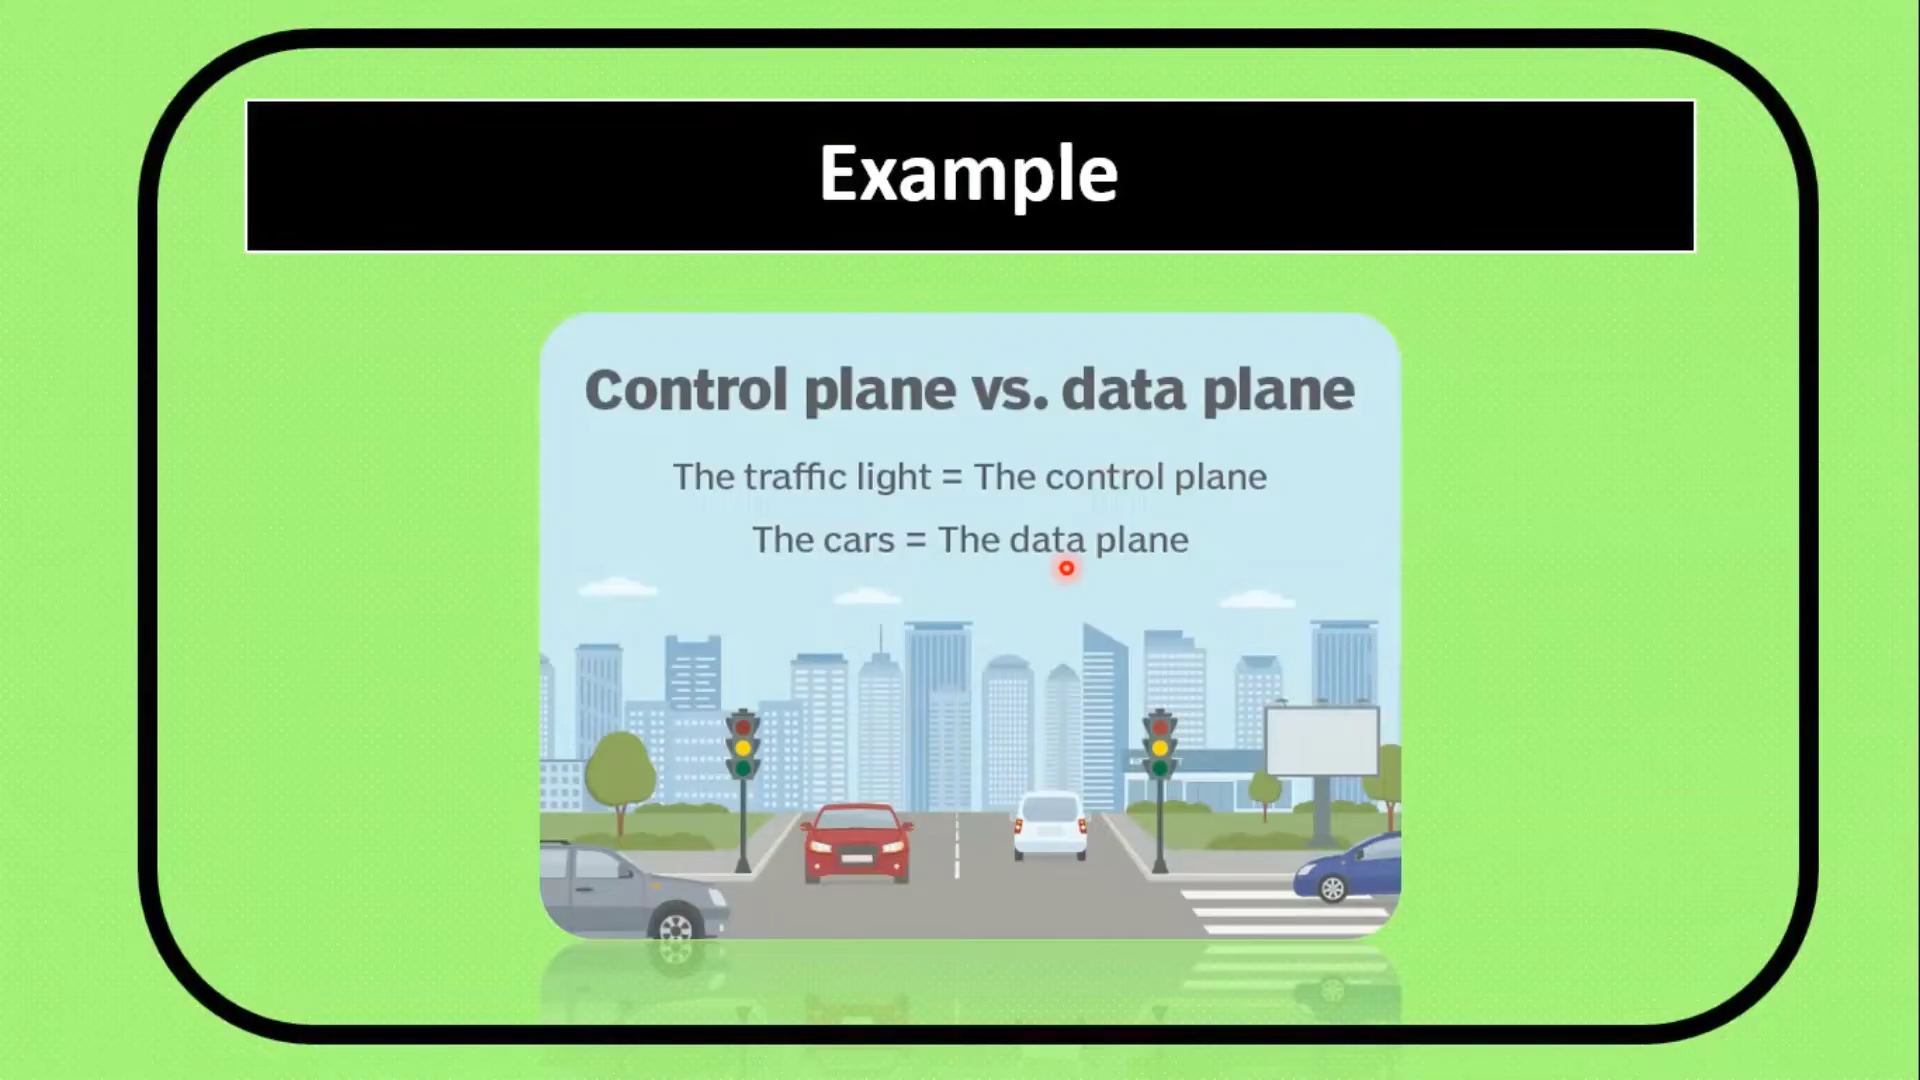 Example
Control plane vs. data plane
The traffic light = The control plane
The cars = The data plane